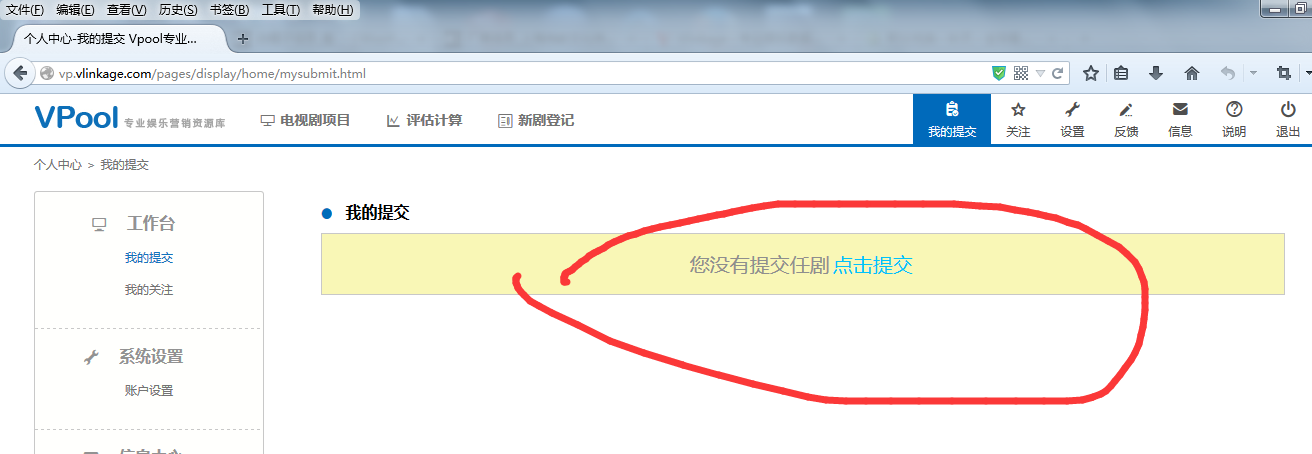 文件(F) 编辑(E) 查看(V) 历史(S) 书签(B) 工具(T) 帮助(H)
个人中心-我的提交 Vpool专业... +
vp.vlinkage.com/pages/display/home/mysubmit.html
VPool 专业娱乐营销资源库 电视剧项目 评估计算 新剧登记 我的提交 关注 设置 反馈 信息 说明 退出
个人中心 > 我的提交
工作台
我的提交
我的关注
系统设置
账户设置
我的提交
您没有提交任剧 点击提交